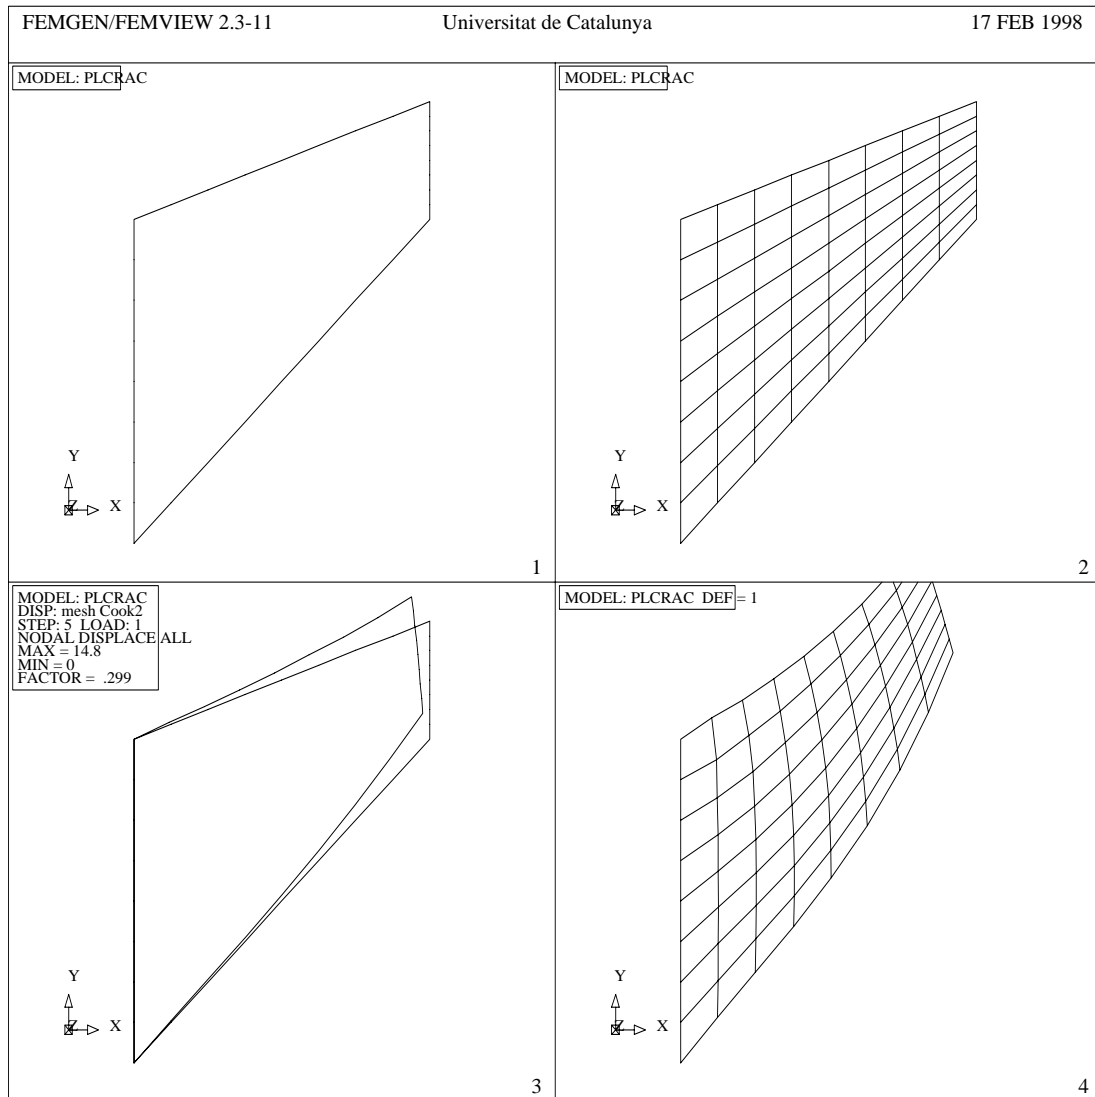 FEMGEN/FEMVIEW 2.3-11
Universitat de Catalunya
17 FEB 1998
MODEL: PLCRAC
Y
Z
X
1
MODEL: PLCRAC
Y
Z
X
2
MODEL: PLCRAC
DISP: mesh Cook2
STEP: 5 LOAD: 1
NODAL DISPLACE ALL
MAX = 14.8
MIN = 0
FACTOR = .299
Y
Z
X
3
MODEL: PLCRAC DEF = 1
Y
Z
X
4